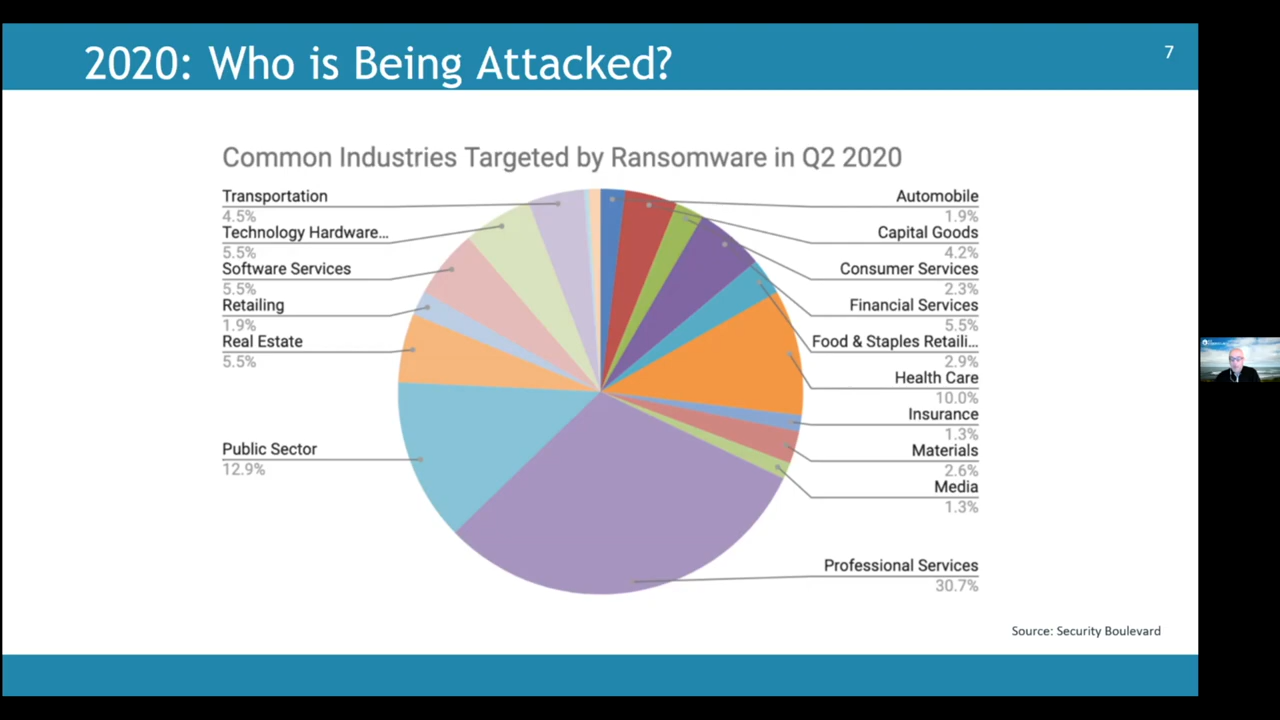 2020: Who is Being Attacked?
7
Common Industries Targeted by Ransomware in Q2 2020
Transportation
4.5%
Technology Hardware...
5.5%
Software Services
5.5%
Retailing
1.9%
Real Estate
5.5%
Public Sector
12.9%
Automobile
1.9%
Capital Goods
4.2%
Consumer Services
2.3%
Financial Services
5.5%
Food & Staples Retaili...
2.9%
Health Care
10.0%
Insurance
1.3%
Materials
2.6%
Media
1.3%
Professional Services
30.7%
Source: Security Boulevard